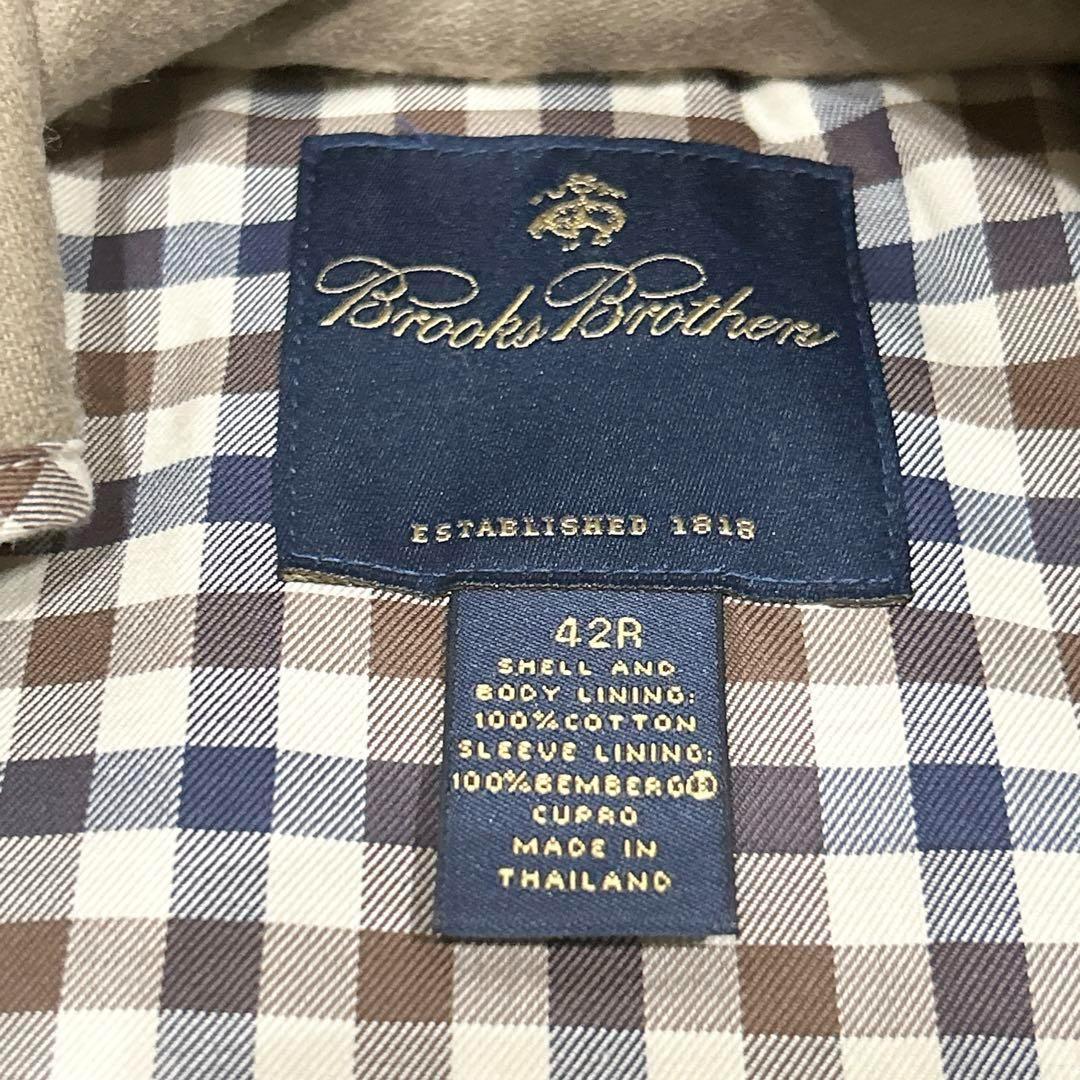 Brooks Brothers
ESTABLISHED 1818
42R
SHELL AND
BODY LINING:
100%COTTON
SLEEVE LINING:
100%BEMBERG®
CUPRO
MADE IN
THAILAND